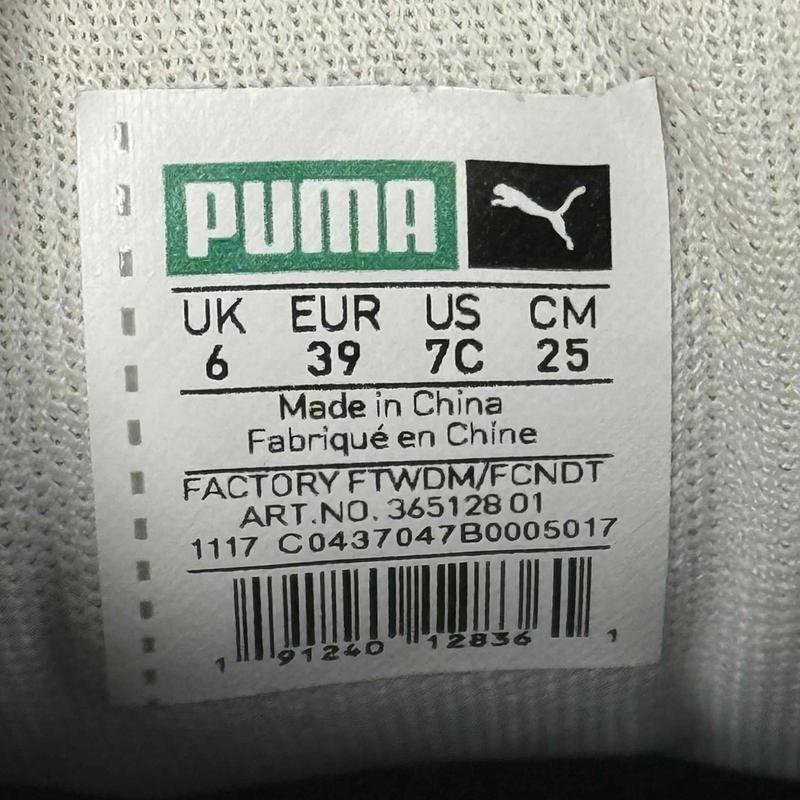 PUMA
UK EUR US CM
6 39 7C 25
Made in China
Fabriqué en Chine
FACTORY FTWDM/FCNDT
ART.NO. 365128 01
1117 C0437047B0005017
1 91240 12836 1